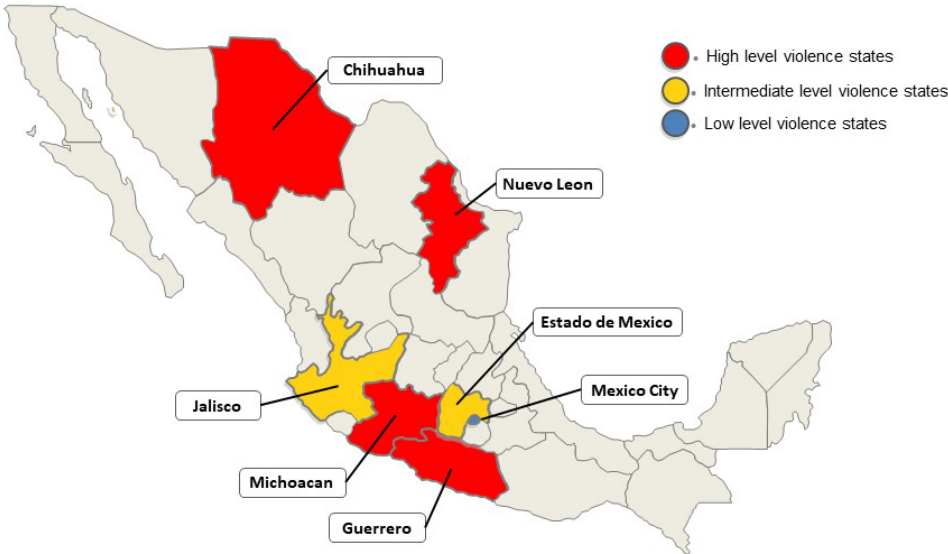 Chihuahua
High level violence states
Intermediate level violence states
Low level violence states
Nuevo Leon
Estado de Mexico
Mexico City
Jalisco
Michoacan
Guerrero